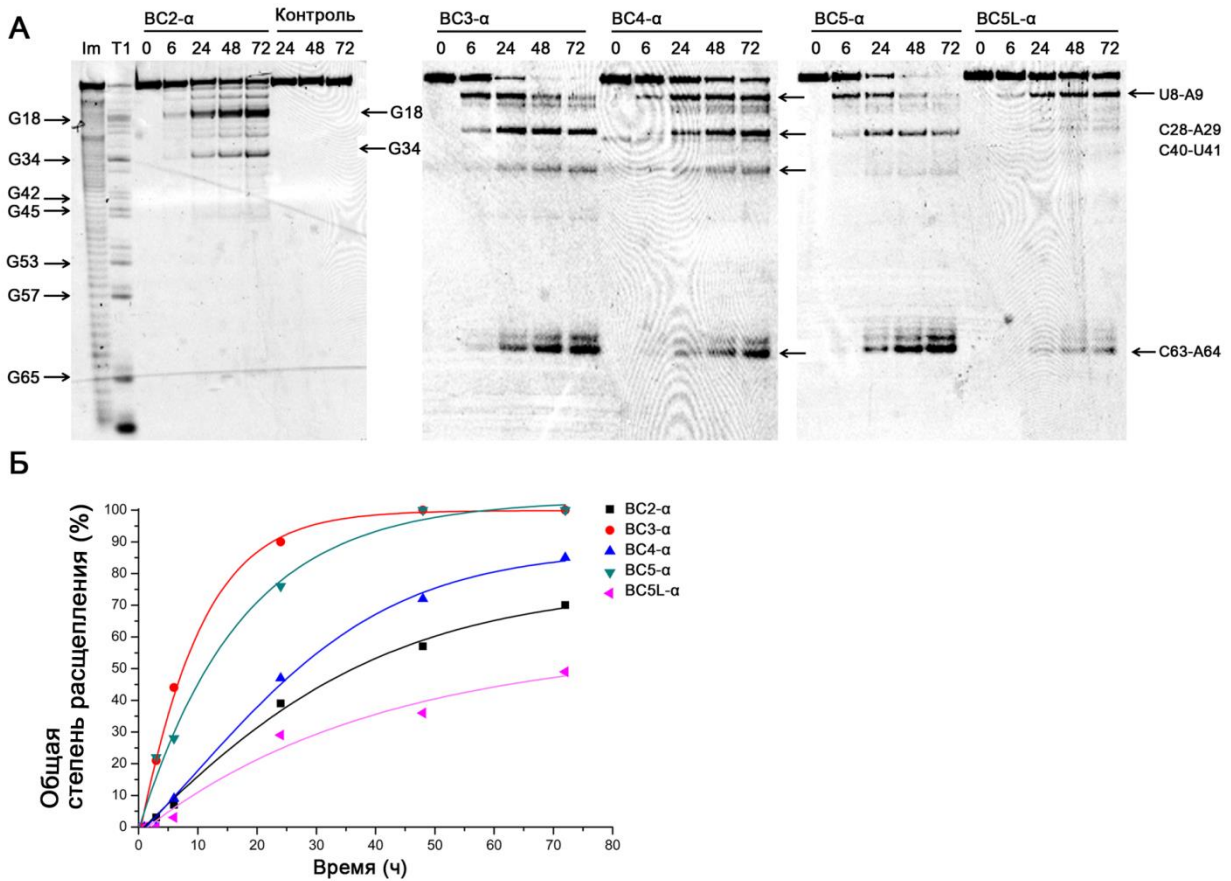 А
BC2-α
Контроль
BC3-α
BC4-α
BC5-α
BC5L-α
Im T1 0 6 24 48 72 24 48 72
0 6 24 48 72 0 6 24 48 72
0 6 24 48 72 0 6 24 48 72
G18
G34
G42
G45
G53
G57
G65
G18
G34
U8-A9
C28-A29
C40-U41
C63-A64
Б
Общая
степень расщепления (%)
100
90
80
70
60
50
40
30
20
10
0
0 10 20 30 40 50 60 70 80
Время (ч)
BC2-α
BC3-α
BC4-α
BC5-α
BC5L-α